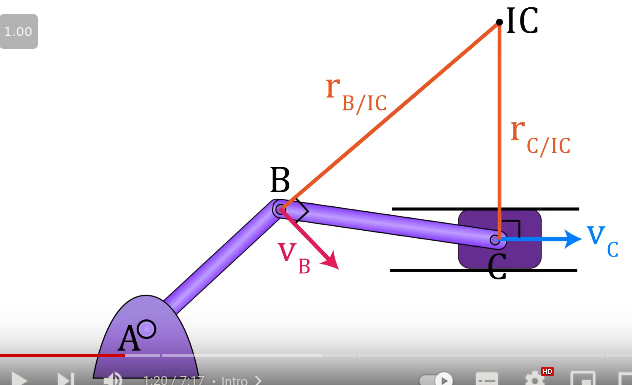 1.00
IC
r B/IC
r C/IC
B
v B
v C
C
A
1:20 / 7:17 • Intro >
HD